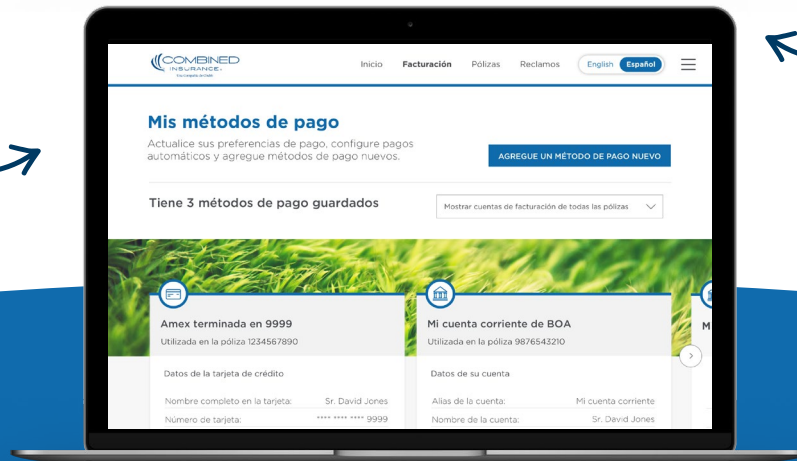 COMBINED
INSURANCE
Inicio Facturación Pólizas Reclamos English Español
Mis métodos de pago
Actualice sus preferencias de pago, configure pagos
automáticos y agregue métodos de pago nuevos.
AGREGUE UN MÉTODO DE PAGO NUEVO
Tiene 3 métodos de pago guardados
Mostrar cuentas de facturación de todas las pólizas
Amex terminada en 9999
Utilizada en la póliza 1234567890
Datos de la tarjeta de crédito
Nombre completo en la tarjeta: Sr. David Jones
Número de tarjeta: **** **** **** 9999
Mi cuenta corriente de BOA
Utilizada en la póliza 9876543210
Datos de su cuenta
Alias de la cuenta: Mi cuenta corriente
Nombre de la cuenta: Sr. David Jones
M